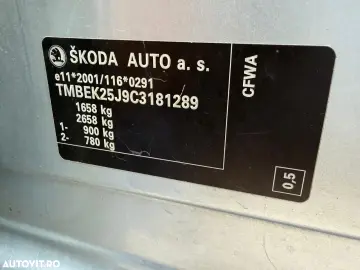 ŠKODA AUTO a. s.
e11*2001/116*0291
TMBEK25J9C3181289
1658 kg
2658 kg
1- 900 kg
2- 780 kg
CFWA
0,5
AUTOVIT.RO